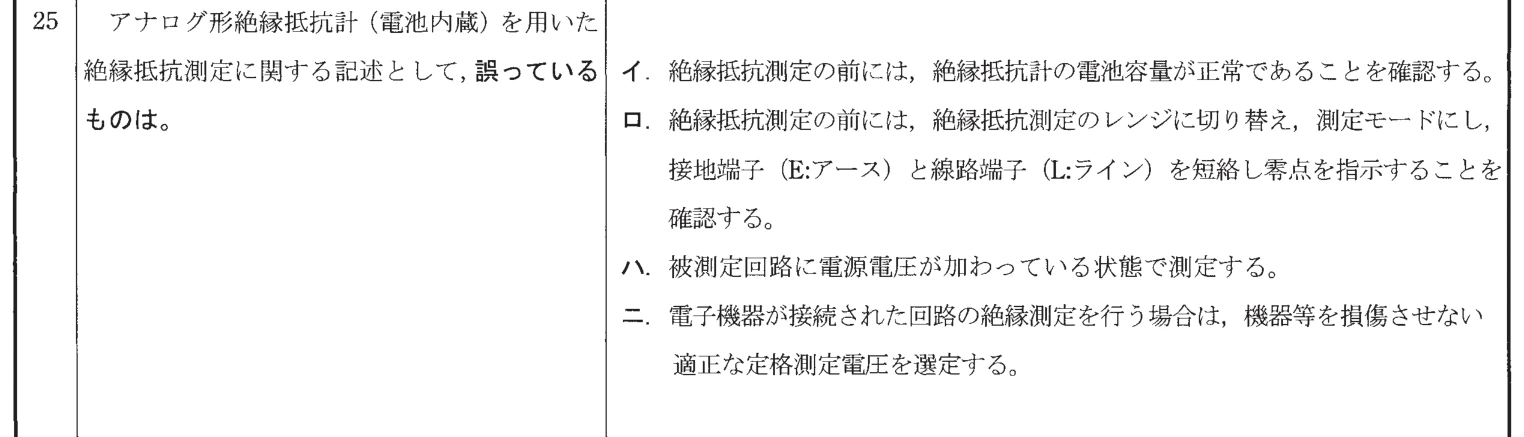 25 アナログ形絶縁抵抗計（電池内蔵）を用いた
絶縁抵抗測定に関する記述として，誤っている
ものは。
イ．絶縁抵抗測定の前には，絶縁抵抗計の電池容量が正常であることを確認する。
ロ．絶縁抵抗測定の前には，絶縁抵抗測定のレンジに切り替え，測定モードにし，
接地端子（E:アース）と線路端子（L:ライン）を短絡し零点を指示することを
確認する。
ハ．被測定回路に電源電圧が加わっている状態で測定する。
ニ．電子機器が接続された回路の絶縁測定を行う場合は，機器等を損傷させない
適正な定格測定電圧を選定する。